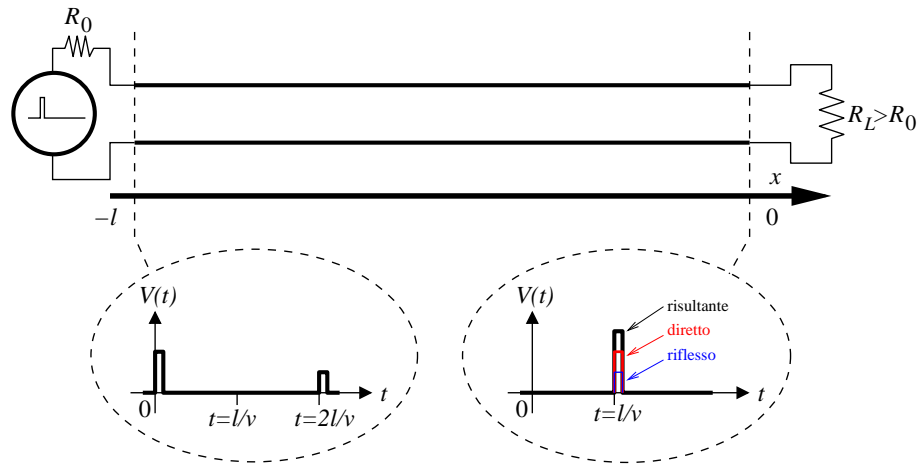 R0
RL>R0
x
–l
0
V(t)
0
t=l/v
t=2l/v
t
V(t)
risultante
diretto
riflesso
0
t=l/v
t